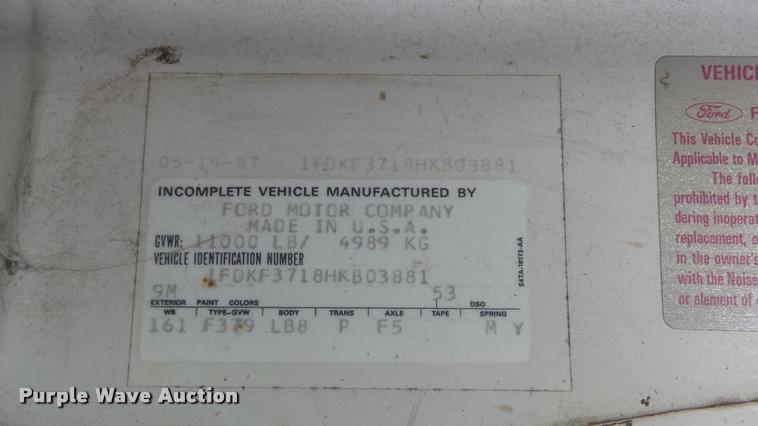 05-19-87 1FDKF3718HKB03881
INCOMPLETE VEHICLE MANUFACTURED BY
FORD MOTOR COMPANY
MADE IN U.S.A.
GVWR: 11000 LB/ 4989 KG
VEHICLE IDENTIFICATION NUMBER
1FDKF3718HKB03881
9M 53
EXTERIOR PAINT COLORS DSO
WB TYPE-GVW BODY TRANS AXLE TAPE SPRING
161 F379 LB8 P F5 M Y
E4TA-18173-AA
VEHIC
Ford F
This Vehicle Co
Applicable to M
The foll
prohibited by t
dering inoperat
replacement, o
in the owner's
with the Noise
or element of
Purple Wave Auction